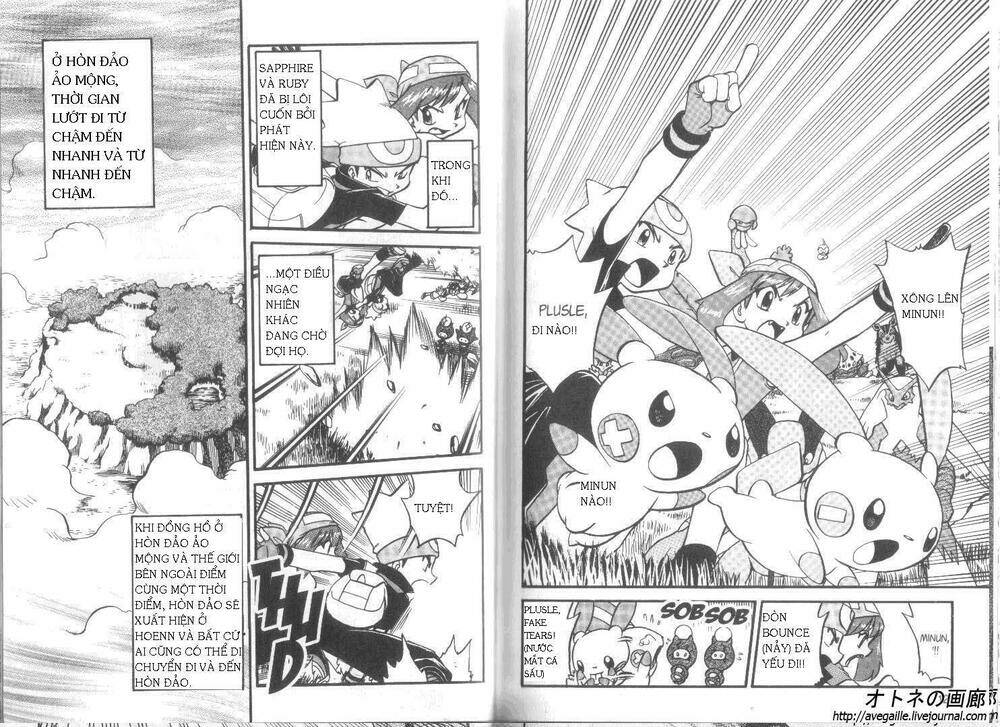 Ở HÒN ĐẢO
ẢO MỘNG,
THỜI GIAN
LƯỚT ĐI TỪ
CHẬM ĐẾN
NHANH VÀ TỪ
NHANH ĐẾN
CHẬM.
KHI ĐỒNG HỒ Ở
HÒN ĐẢO ẢO
MỘNG VÀ THẾ GIỚI
BÊN NGOÀI ĐIỂM
CÙNG MỘT THỜI
ĐIỂM, HÒN ĐẢO SẼ
XUẤT HIỆN Ở
HOENN VÀ BẤT CỨ
AI CŨNG CÓ THỂ DI
CHUYỂN ĐI VÀ ĐẾN
HÒN ĐẢO.
SAPPHIRE
VÀ RUBY
ĐÃ BỊ LÔI
CUỐN BỞI
PHÁT
HIỆN NÀY.
TRONG
KHI
ĐÓ...
...MỘT ĐIỀU
NGẠC
NHIÊN
KHÁC
ĐANG CHỜ
ĐỢI HỌ.
TUYỆT!
THUD
PLUSLE,
ĐI NÀO!!
XÔNG LÊN
MINUN!!
MINUN
NÀO!!
PLUSLE,
FAKE
TEARS!
(NƯỚC
MẮT CÁ
SẤU)
SOB SOB
ĐÒN
BOUNCE
(NẢY) ĐÃ
YẾU ĐI!!
MINUN,
!!
オトネの画廊
http://avegaille.livejournal.com